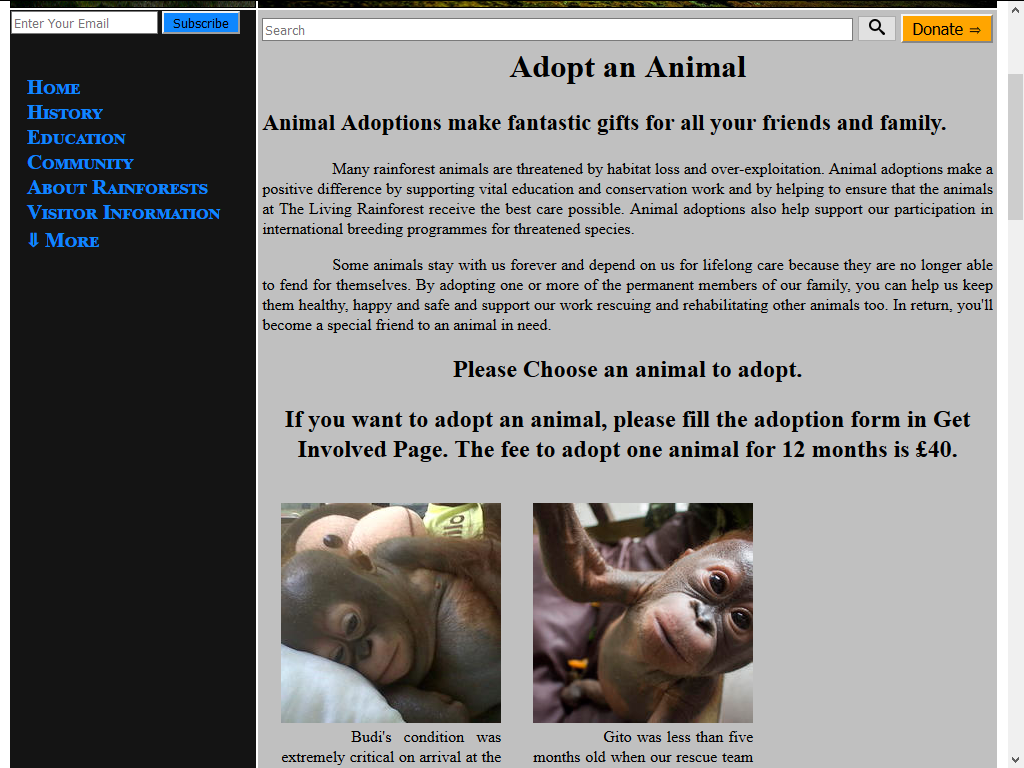 Enter Your Email
Subscribe
Home
History
Education
Community
About Rainforests
Visitor Information
⇓ More
Search
Donate ⇒
Adopt an Animal
Animal Adoptions make fantastic gifts for all your friends and family.
Many rainforest animals are threatened by habitat loss and over-exploitation. Animal adoptions make a
positive difference by supporting vital education and conservation work and by helping to ensure that the animals
at The Living Rainforest receive the best care possible. Animal adoptions also help support our participation in
international breeding programmes for threatened species.
Some animals stay with us forever and depend on us for lifelong care because they are no longer able
to fend for themselves. By adopting one or more of the permanent members of our family, you can help us keep
them healthy, happy and safe and support our work rescuing and rehabilitating other animals too. In return, you'll
become a special friend to an animal in need.
Please Choose an animal to adopt.
If you want to adopt an animal, please fill the adoption form in Get
Involved Page. The fee to adopt one animal for 12 months is £40.
Budi's condition was
extremely critical on arrival at the
Gito was less than five
months old when our rescue team